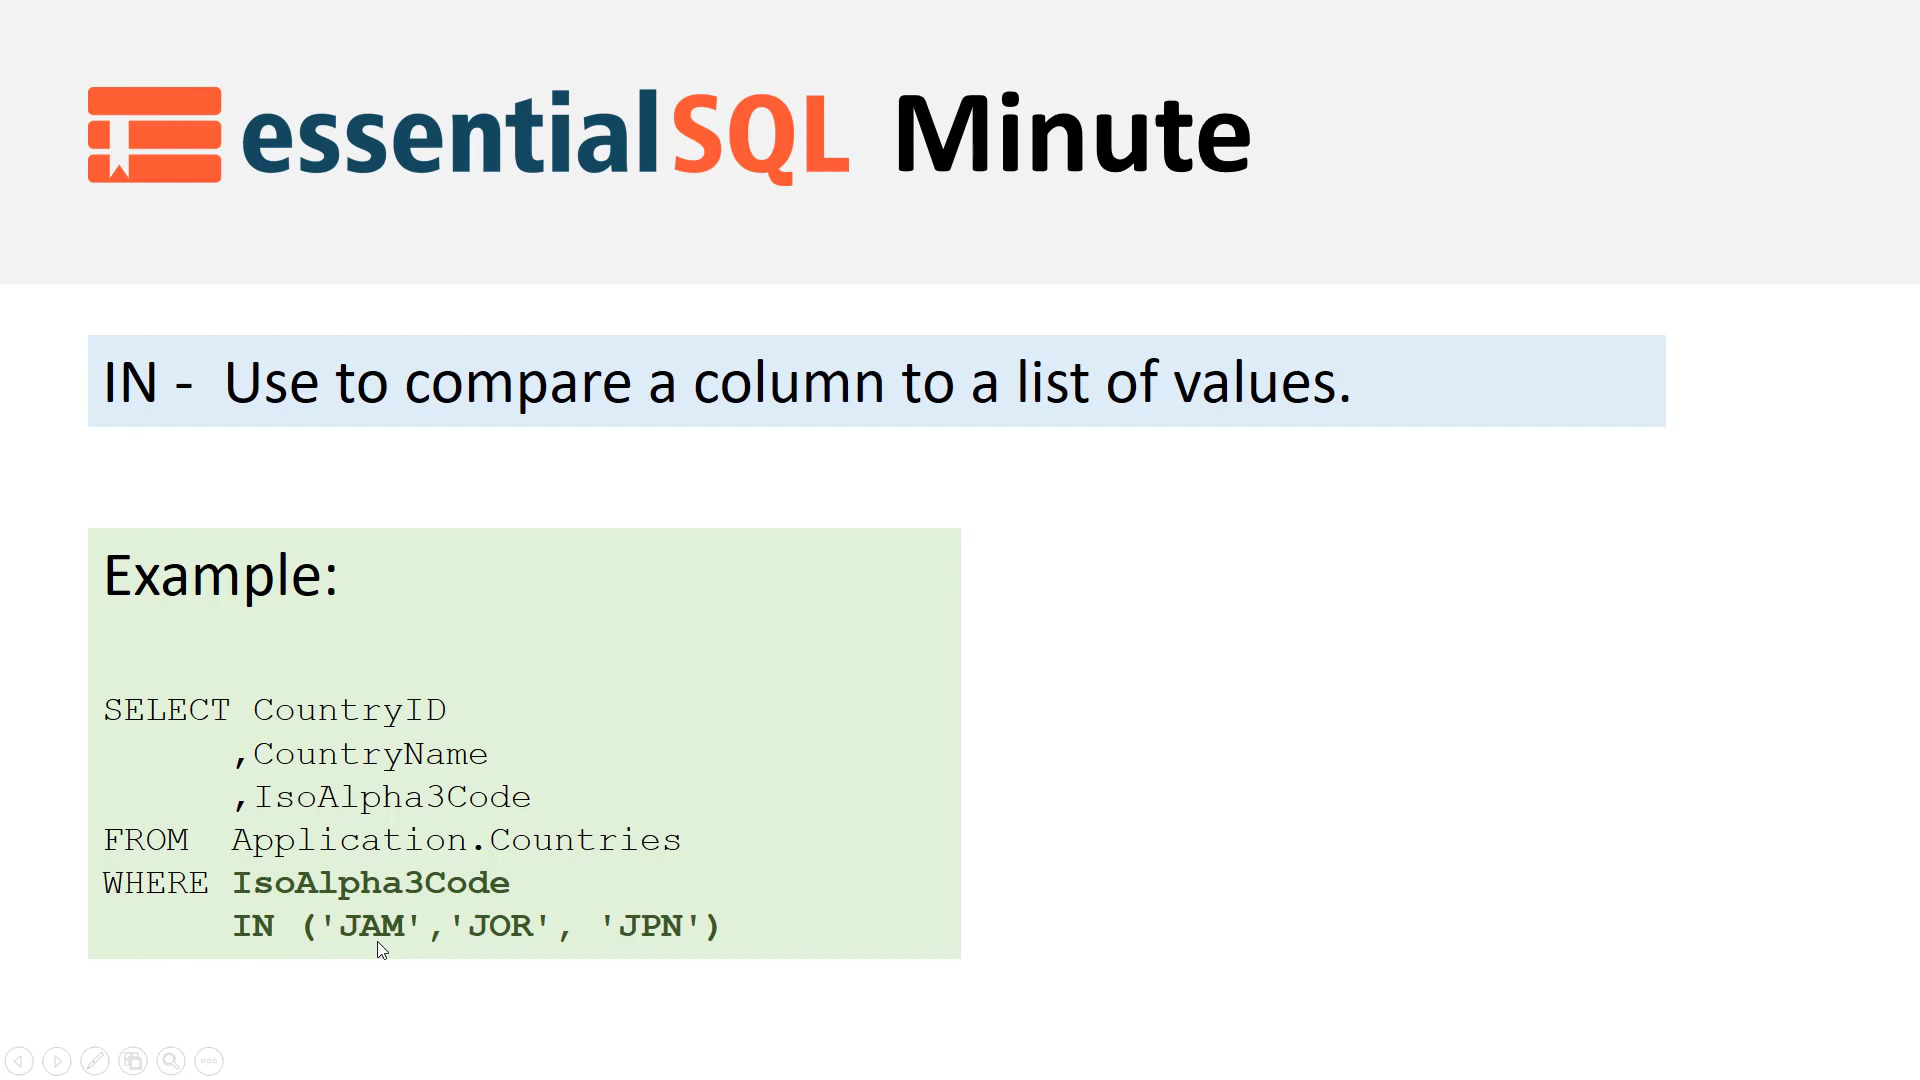 essentialSQL Minute
IN - Use to compare a column to a list of values.
Example:
SELECT CountryID
,CountryName
,IsoAlpha3Code
FROM Application.Countries
WHERE IsoAlpha3Code
IN ('JAM','JOR', 'JPN')